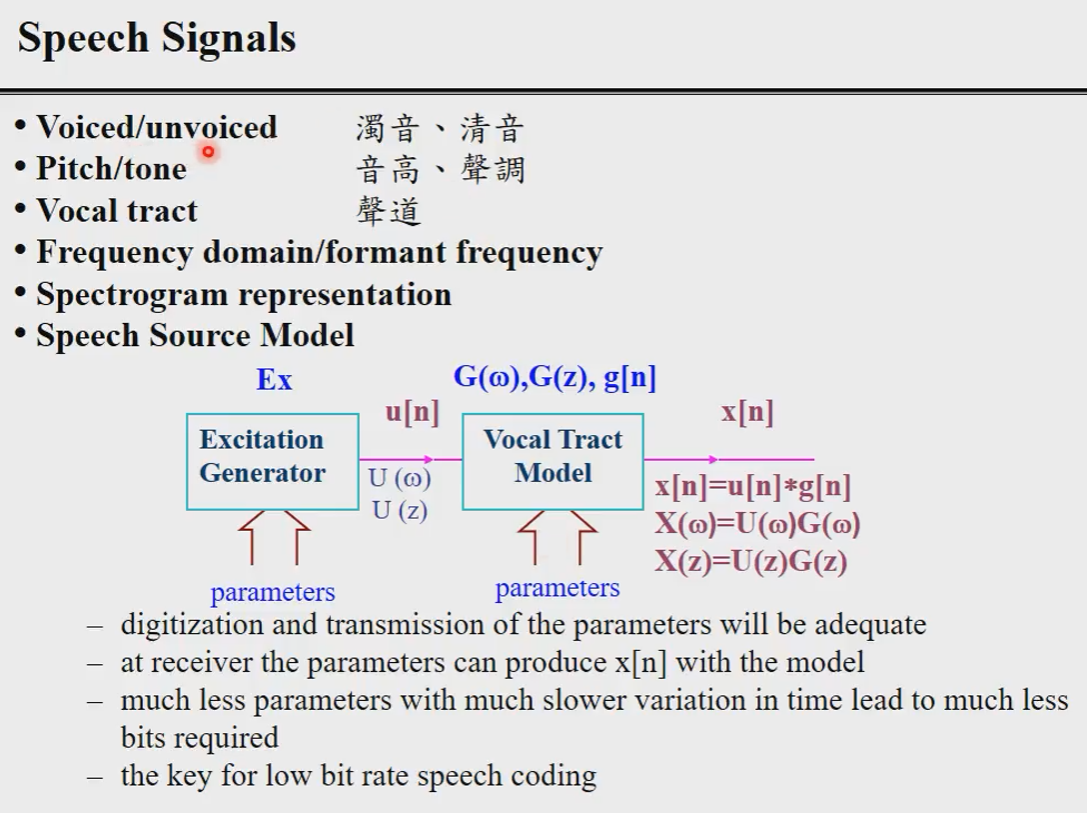 Speech Signals
• Voiced/unvoiced 濁音、清音
• Pitch/tone 音高、聲調
• Vocal tract 聲道
• Frequency domain/formant frequency
• Spectrogram representation
• Speech Source Model
Ex
G(ω),G(z), g[n]
Excitation
Generator
u[n]
U (ω)
U (z)
Vocal Tract
Model
x[n]
x[n]=u[n]*g[n]
X(ω)=U(ω)G(ω)
X(z)=U(z)G(z)
parameters
parameters
– digitization and transmission of the parameters will be adequate
– at receiver the parameters can produce x[n] with the model
– much less parameters with much slower variation in time lead to much less
bits required
– the key for low bit rate speech coding